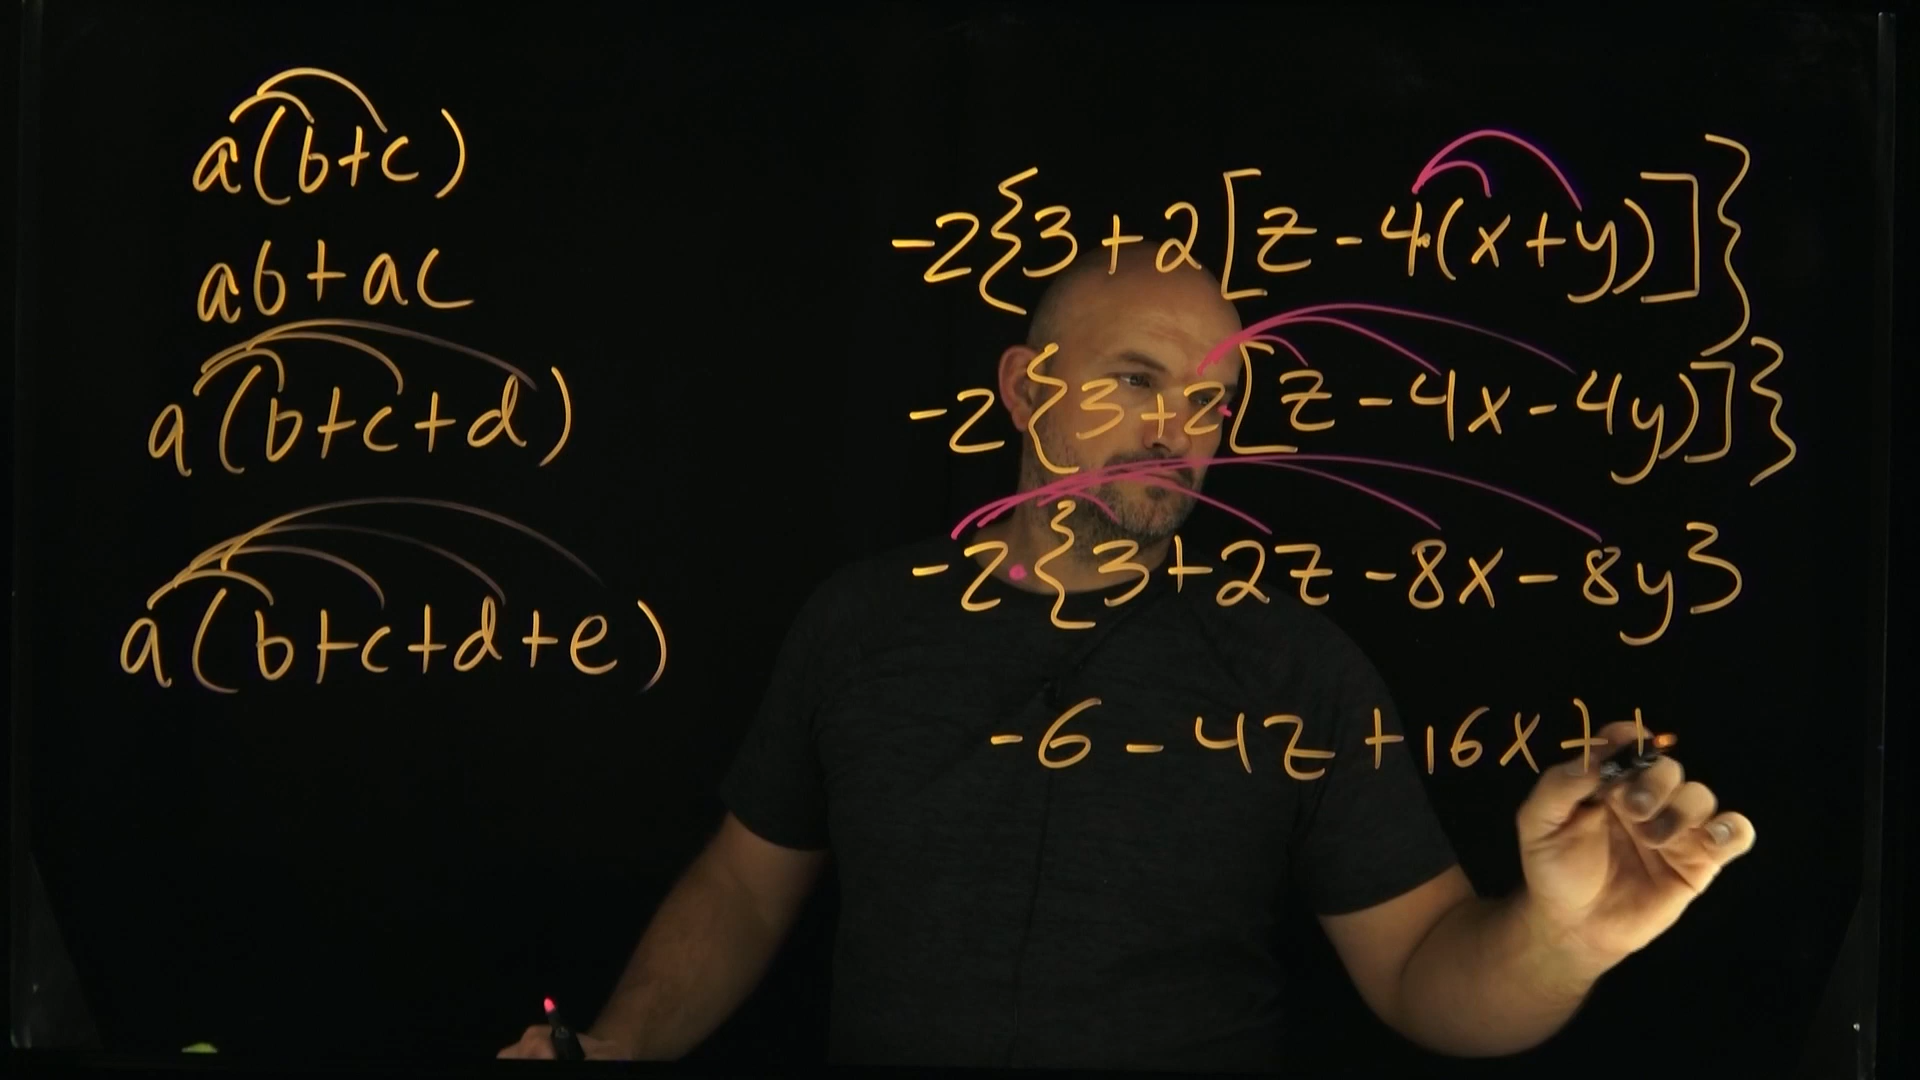 a(b+c)
ab+ac
a(b+c+d)
a(b+c+d+e)
-2{3+2[z-4·(x+y)]}
-2{3+2·[z-4x-4y)]}
-2·{3+2z-8x-8y}
-6-4z+16x+1